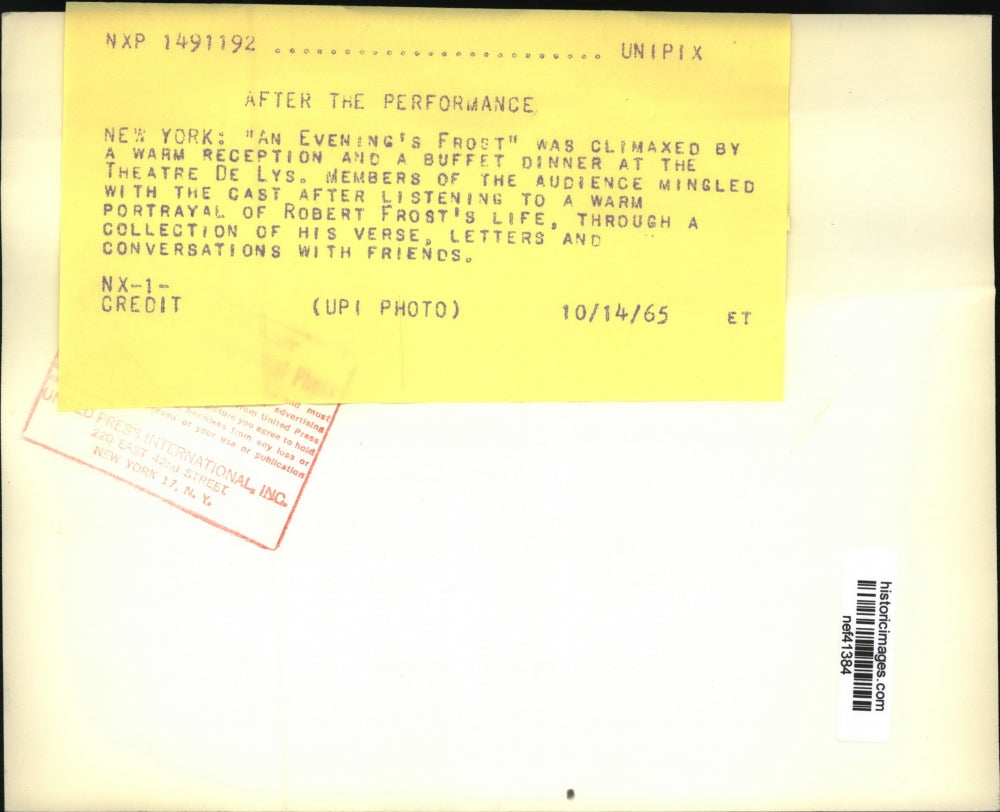 NXP 1491192 ............................ UNIPIX
AFTER THE PERFORMANCE
NEW YORK: "AN EVENING'S FROST" WAS CLIMAXED BY
A WARM RECEPTION AND A BUFFET DINNER AT THE
THEATRE DE LYS. MEMBERS OF THE AUDIENCE MINGLED
WITH THE CAST AFTER LISTENING TO A WARM
PORTRAYAL OF ROBERT FROST'S LIFE, THROUGH A
COLLECTION OF HIS VERSE, LETTERS AND
CONVERSATIONS WITH FRIENDS.
NX-1-
CREDIT (UPI PHOTO) 10/14/65 ET
and must
advertising
from United Press
picture you agree to hold
harmless from any loss or
of your use or publication
PRESS INTERNATIONAL, INC.
220 EAST 42nd STREET
NEW YORK 17, N. Y.
historicimages.com
nef41384